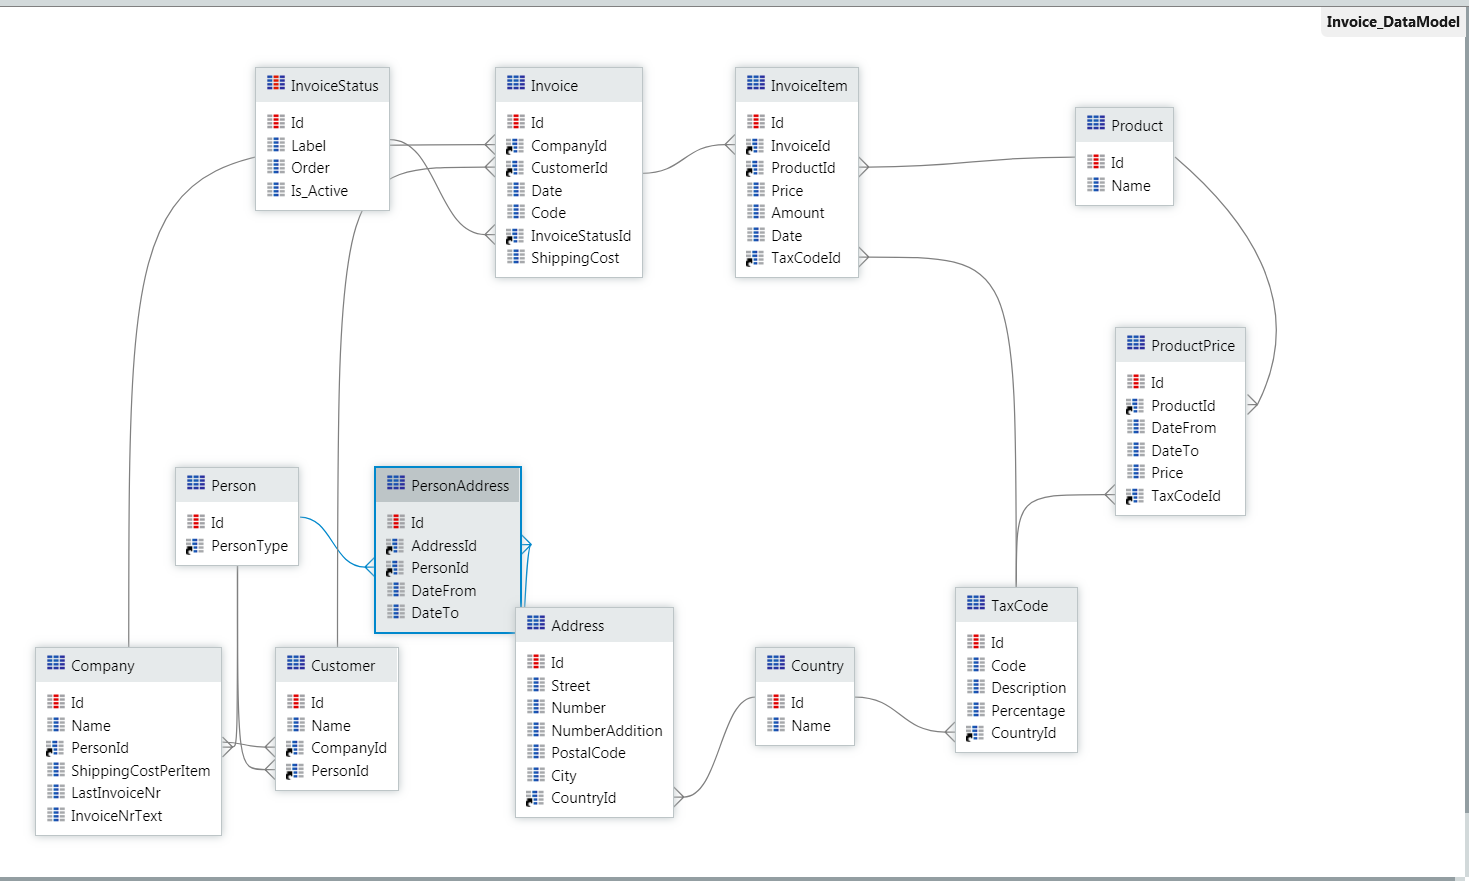 Invoice_DataModel
InvoiceStatus
Id
Label
Order
Is_Active
Invoice
Id
CompanyId
CustomerId
Date
Code
InvoiceStatusId
ShippingCost
InvoiceItem
Id
InvoiceId
ProductId
Price
Amount
Date
TaxCodeId
Product
Id
Name
ProductPrice
Id
ProductId
DateFrom
DateTo
Price
TaxCodeId
Person
Id
PersonType
PersonAddress
Id
AddressId
PersonId
DateFrom
DateTo
Company
Id
Name
PersonId
ShippingCostPerItem
LastInvoiceNr
InvoiceNrText
Customer
Id
Name
CompanyId
PersonId
Address
Id
Street
Number
NumberAddition
PostalCode
City
CountryId
Country
Id
Name
TaxCode
Id
Code
Description
Percentage
CountryId